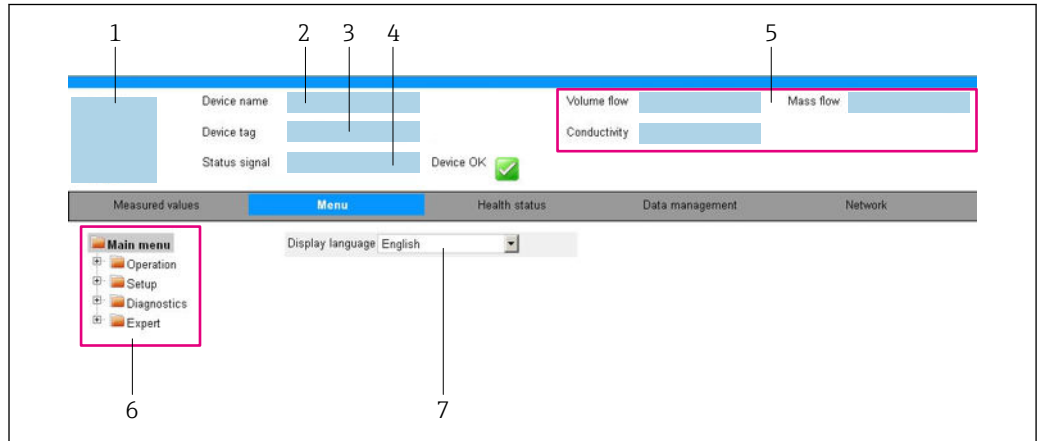 1 2 3 4 5
Device name Volume flow Mass flow
Device tag Conductivity
Status signal Device OK
Measured values Menu Health status Data management Network
Main menu Display language English
Operation
Setup
Diagnostics
Expert
6 7